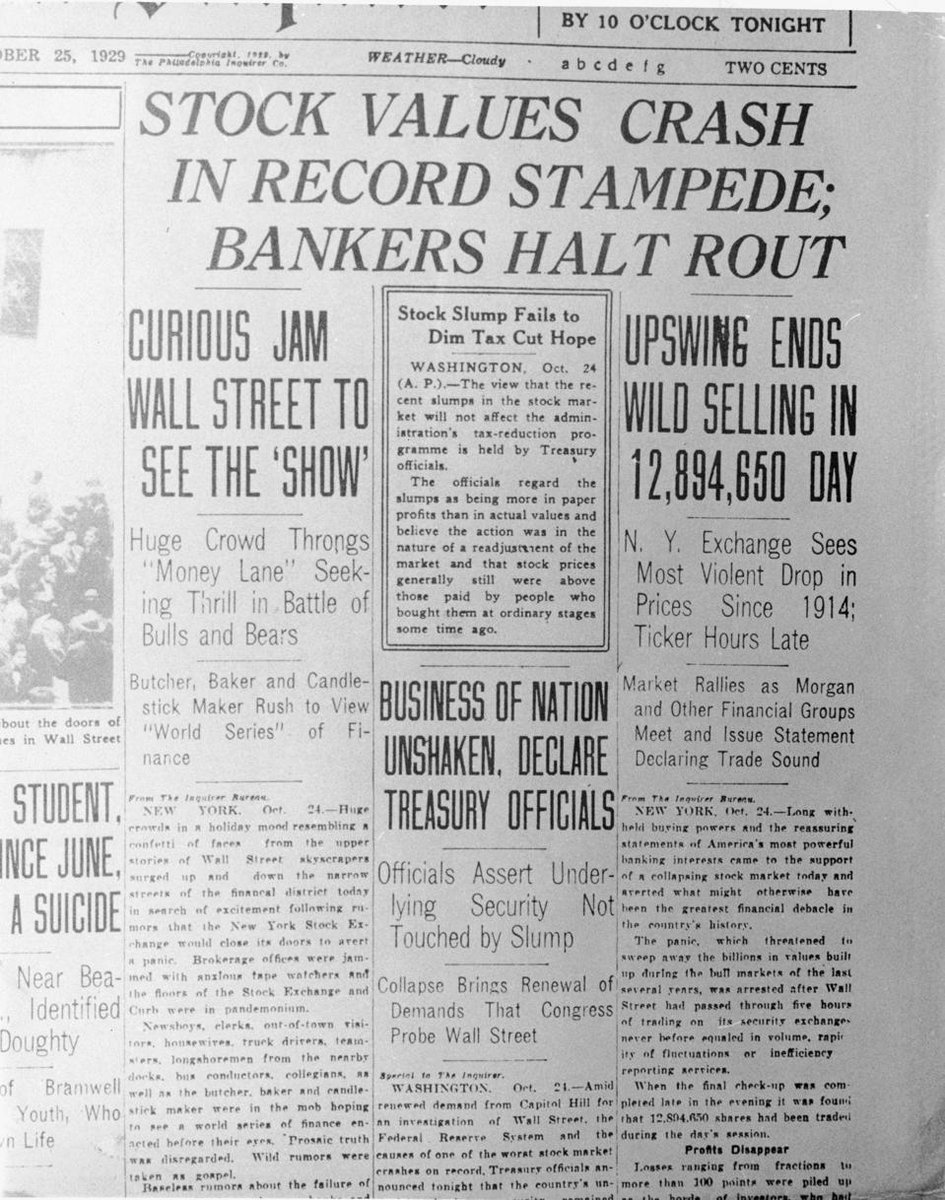 BY 10 O'CLOCK TONIGHT
OBER 25, 1929
Copyright, 1929, by
The Philadelphia Inquirer Co.
WEATHER—Cloudy
a b c d e f g
TWO CENTS
STOCK VALUES CRASH
IN RECORD STAMPEDE;
BANKERS HALT ROUT
bout the doors of
es in Wall Street
STUDENT,
INCE JUNE,
A SUICIDE
Near Bea-
., Identified
Doughty
of Bramwell
Youth, Who
n Life
CURIOUS JAM
WALL STREET TO
SEE THE 'SHOW'
Huge Crowd Throngs
"Money Lane" Seek-
ing Thrill in Battle of
Bulls and Bears
Butcher, Baker and Candle-
stick Maker Rush to View
"World Series" of Fi-
nance
From The Inquirer Bureau.
NEW YORK, Oct. 24.—Huge
crowds in a holiday mood resembling a
confetti of faces from the upper
stories of Wall Street skyscrapers
surged up and down the narrow
streets of the financal district today
in search of excitement following ru-
mors that the New York Stock Ex-
change would close its doors to avert
a panic. Brokerage offices were jam-
med with anxious tape watchers and
the floors of the Stock Exchange and
Curb were in pandemonium.
Newsboys, clerks, out-of-town visi-
tors, housewives, truck drivers, team-
sters, longshoremen from the nearby
docks, bus conductors, collegians, as
well as the butcher, baker and candle-
stick maker were in the mob hoping
to see a world series of finance en-
acted before their eyes. Prosaic truth
was disregarded. Wild rumors were
taken as gospel.
Baseless rumors about the failure of
Stock Slump Fails to
Dim Tax Cut Hope
WASHINGTON, Oct. 24
(A. P.).—The view that the re-
cent slumps in the stock mar-
ket will not affect the admin-
istration's tax-reduction pro-
gramme is held by Treasury
officials.
The officials regard the
slumps as being more in paper
profits than in actual values and
believe the action was in the
nature of a readjustment of the
market and that stock prices
generally still were above
those paid by people who
bought them at ordinary stages
some time ago.
BUSINESS OF NATION
UNSHAKEN, DECLARE
TREASURY OFFICIALS
Officials Assert Under-
lying Security Not
Touched by Slump
Collapse Brings Renewal of
Demands That Congress
Probe Wall Street
Special to The Inquirer.
WASHINGTON, Oct. 24.—Amid
renewed demand from Capitol Hill for
an investigation of Wall Street, the
Federal Reserve System and the
causes of one of the worst stock market
crashes on record, Treasury officials an-
nounced tonight that the country's un-
remained
UPSWING ENDS
WILD SELLING IN
12,894,650 DAY
N. Y. Exchange Sees
Most Violent Drop in
Prices Since 1914;
Ticker Hours Late
Market Rallies as Morgan
and Other Financial Groups
Meet and Issue Statement
Declaring Trade Sound
From The Inquirer Bureau.
NEW YORK, Oct. 24.—Long with-
held buying powers and the reassuring
statements of America's most powerful
banking interests came to the support
of a collapsing stock market today and
averted what might otherwise have
been the greatest financial debacle in
the country's history.
The panic, which threatened to
sweep away the billions in values built
up during the bull markets of the last
several years, was arrested after Wall
Street had passed through five hours
of trading on its security exchanges
never before equaled in volume, rapid
ity of fluctuations or inefficiency
reporting services.
When the final check-up was com-
pleted late in the evening it was found
that 12,894,650 shares had been traded
during the day's session.
Profits Disappear
Losses ranging from fractions to
more than 100 points were piled up
as the horde of investors who had